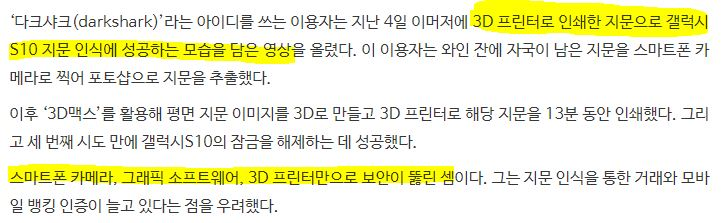 ‘다크샤크(darkshark)’라는 아이디를 쓰는 이용자는 지난 4일 이머저에 3D 프린터로 인쇄한 지문으로 갤럭시
S10 지문 인식에 성공하는 모습을 담은 영상을 올렸다. 이 이용자는 와인 잔에 자국이 남은 지문을 스마트폰 카
메라로 찍어 포토샵으로 지문을 추출했다.
이후 ‘3D맥스’를 활용해 평면 지문 이미지를 3D로 만들고 3D 프린터로 해당 지문을 13분 동안 인쇄했다. 그리
고 세 번째 시도 만에 갤럭시S10의 잠금을 해제하는 데 성공했다.
스마트폰 카메라, 그래픽 소프트웨어, 3D 프린터만으로 보안이 뚫린 셈이다. 그는 지문 인식을 통한 거래와 모바
일 뱅킹 인증이 늘고 있다는 점을 우려했다.